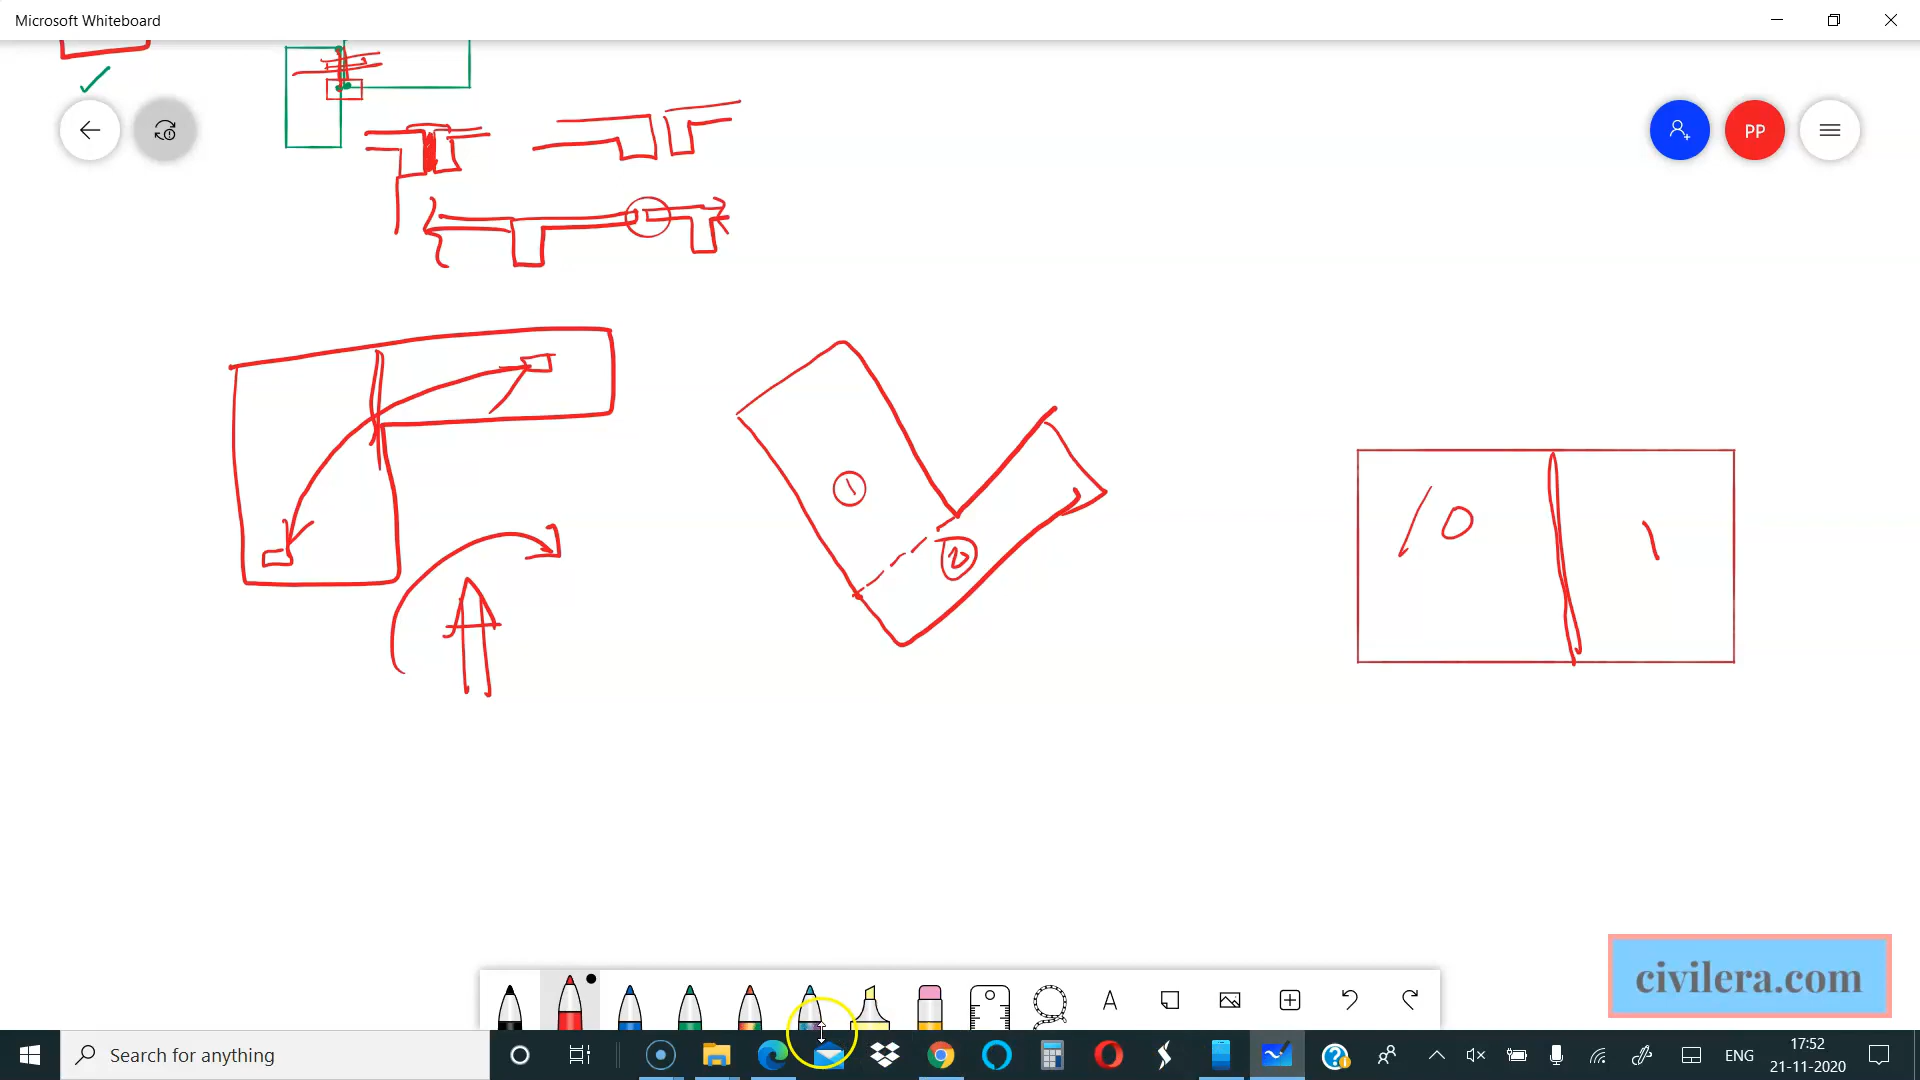 Microsoft Whiteboard
PP
1
2
10
1
civilera.com
A
Search for anything
ENG
17:52
21-11-2020